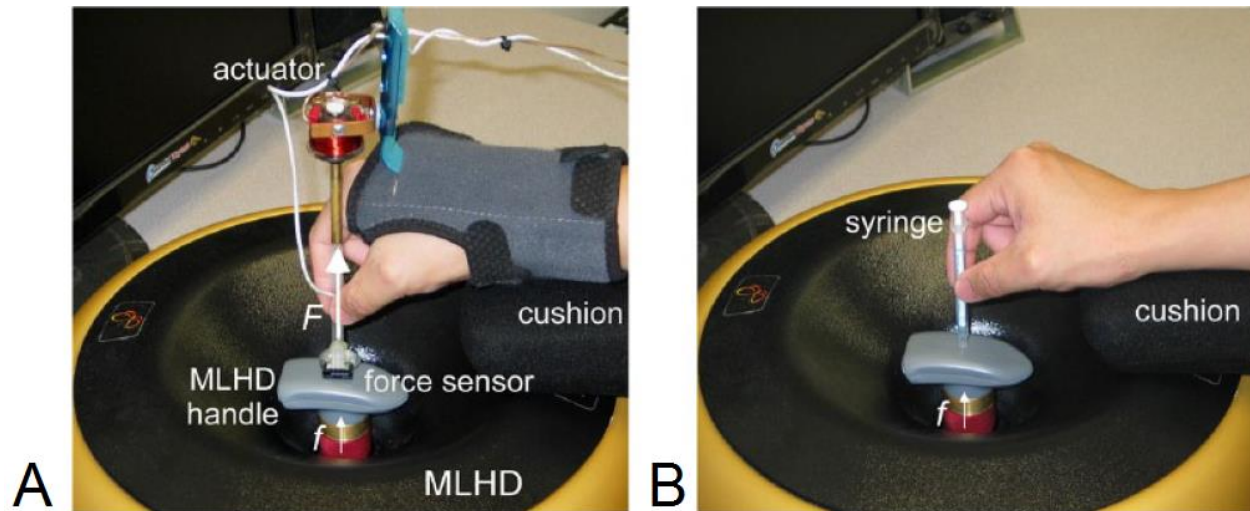 actuator
F
cushion
MLHD
handle
force sensor
f
MLHD
A
syringe
cushion
f
B